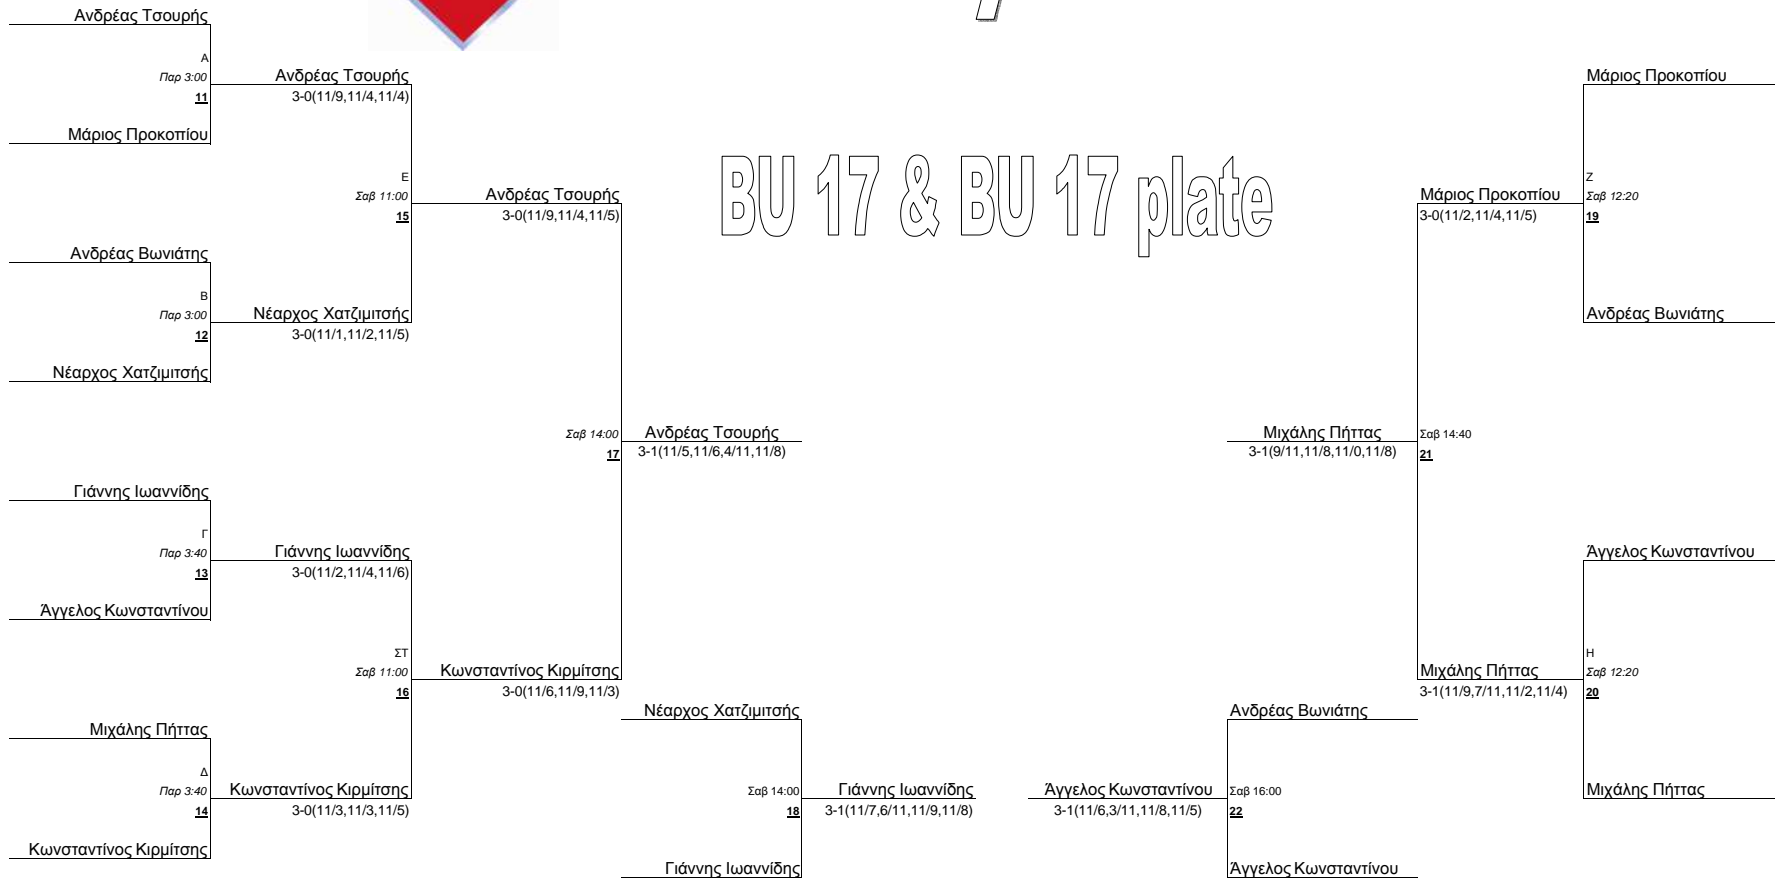 Ανδρέας Τσουρής
Α
Παρ 3:00
11
Ανδρέας Τσουρής
3-0(11/9,11/4,11/4)
Μάριος Προκοπίου
Ε
Σαβ 11:00
15
Ανδρέας Τσουρής
3-0(11/9,11/4,11/5)
Ανδρέας Βωνιάτης
Β
Παρ 3:00
12
Νέαρχος Χατζιμιτσής
3-0(11/1,11/2,11/5)
Νέαρχος Χατζιμιτσής
Σαβ 14:00
17
Ανδρέας Τσουρής
3-1(11/5,11/6,4/11,11/8)
Γιάννης Ιωαννίδης
Γ
Παρ 3:40
13
Γιάννης Ιωαννίδης
3-0(11/2,11/4,11/6)
Άγγελος Κωνσταντίνου
ΣΤ
Σαβ 11:00
16
Κωνσταντίνος Κιρμίτσης
3-0(11/6,11/9,11/3)
Μιχάλης Πήττας
Δ
Παρ 3:40
14
Κωνσταντίνος Κιρμίτσης
3-0(11/3,11/3,11/5)
Κωνσταντίνος Κιρμίτσης
Νέαρχος Χατζιμιτσής
Σαβ 14:00
18
Γιάννης Ιωαννίδης
3-1(11/7,6/11,11/9,11/8)
Γιάννης Ιωαννίδης
BU 17 & BU 17 plate
Μάριος Προκοπίου
Μάριος Προκοπίου
3-0(11/2,11/4,11/5)
Ζ
Σαβ 12:20
19
Ανδρέας Βωνιάτης
Μιχάλης Πήττας
3-1(9/11,11/8,11/0,11/8)
Σαβ 14:40
21
Άγγελος Κωνσταντίνου
Μιχάλης Πήττας
3-1(11/9,7/11,11/2,11/4)
Η
Σαβ 12:20
20
Μιχάλης Πήττας
Ανδρέας Βωνιάτης
Άγγελος Κωνσταντίνου
3-1(11/6,3/11,11/8,11/5)
Σαβ 16:00
22
Άγγελος Κωνσταντίνου